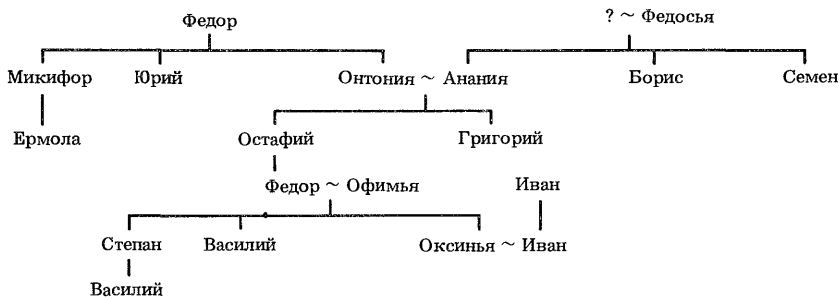 Федор ? ~ Федосья
Микифор Юрий Онтония ~ Анания Борис Семен
Ермола Остафий Григорий
Федор ~ Офимья Иван
Степан Василий Оксинья ~ Иван
Василий